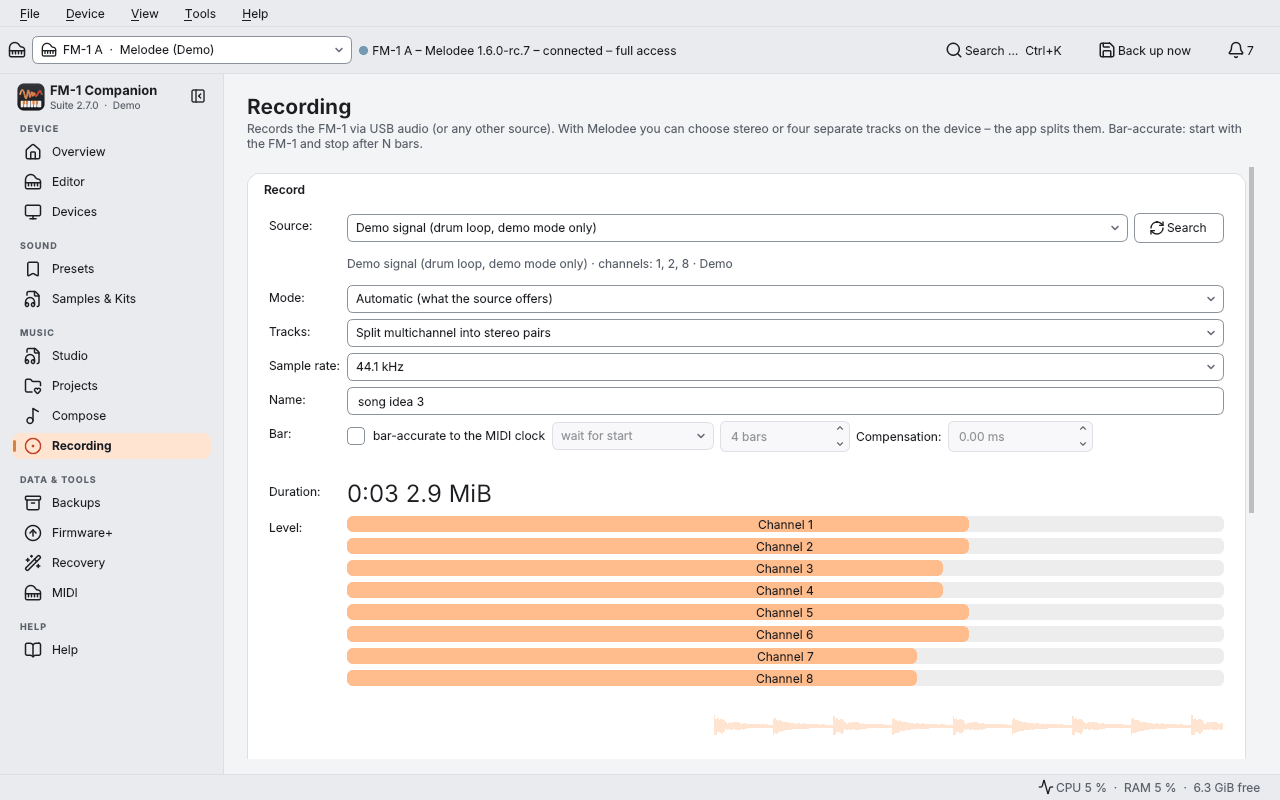 File Device View Tools Help
FM-1 A · Melodee (Demo)
FM-1 A – Melodee 1.6.0-rc.7 – connected – full access
Search ... Ctrl+K
Back up now
7
FM-1 Companion
Suite 2.7.0 · Demo
DEVICE
Overview
Editor
Devices
SOUND
Presets
Samples & Kits
MUSIC
Studio
Projects
Compose
Recording
DATA & TOOLS
Backups
Firmware+
Recovery
MIDI
HELP
Help
Recording
Records the FM-1 via USB audio (or any other source). With Melodee you can choose stereo or four separate tracks on the device – the app splits them. Bar-accurate: start with
the FM-1 and stop after N bars.
Record
Source: Demo signal (drum loop, demo mode only) Search
Demo signal (drum loop, demo mode only) · channels: 1, 2, 8 · Demo
Mode: Automatic (what the source offers)
Tracks: Split multichannel into stereo pairs
Sample rate: 44.1 kHz
Name: song idea 3
Bar: bar-accurate to the MIDI clock wait for start 4 bars Compensation: 0.00 ms
Duration: 0:03 2.9 MiB
Level: Channel 1
Channel 2
Channel 3
Channel 4
Channel 5
Channel 6
Channel 7
Channel 8
CPU 5 % · RAM 5 % · 6.3 GiB free